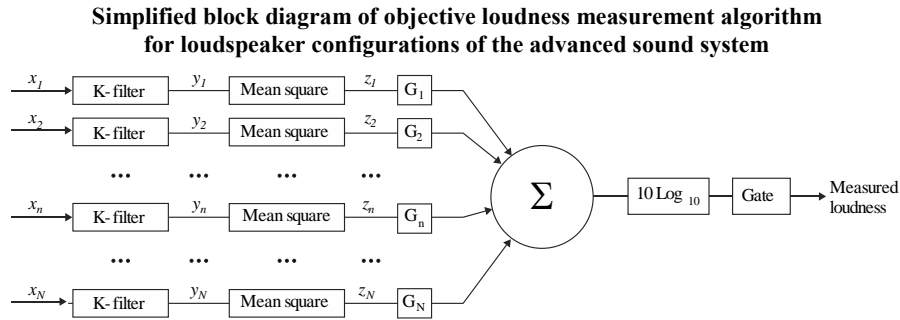 Simplified block diagram of objective loudness measurement algorithm
for loudspeaker configurations of the advanced sound system
x1 K- filter y1 Mean square z1 G1
x2 K- filter y2 Mean square z2 G2
... ... ... ...
xn K- filter yn Mean square zn Gn
... ... ... ...
xN K- filter yN Mean square zN GN
Σ 10 Log 10 Gate Measured
loudness